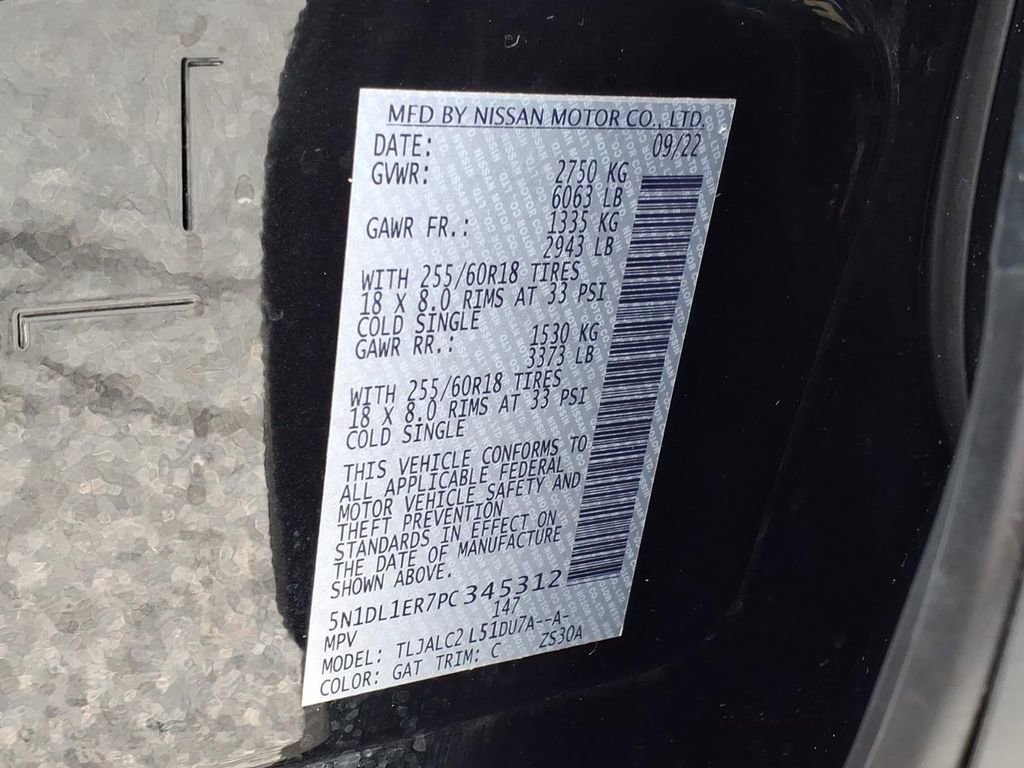 MFD BY NISSAN MOTOR CO., LTD.
DATE: 09/22
GVWR: 2750 KG
6063 LB
GAWR FR.: 1335 KG
2943 LB
WITH 255/60R18 TIRES
18 X 8.0 RIMS AT 33 PSI
COLD SINGLE
GAWR RR.: 1530 KG
3373 LB
WITH 255/60R18 TIRES
18 X 8.0 RIMS AT 33 PSI
COLD SINGLE
THIS VEHICLE CONFORMS TO
ALL APPLICABLE FEDERAL
MOTOR VEHICLE SAFETY AND
THEFT PREVENTION
STANDARDS IN EFFECT ON
THE DATE OF MANUFACTURE
SHOWN ABOVE.
5N1DL1ER7PC345312
MPV 147
MODEL: TLJALC2 L51DU7A--A-
COLOR: GAT TRIM: C ZS30A